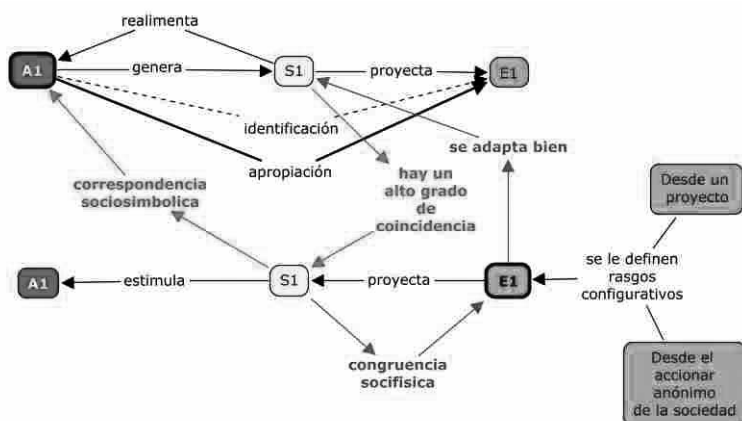 realimenta
A1
genera
S1
proyecta
E1
identificación
apropiación
se adapta bien
hay un
alto grado
de
coincidencia
correspondencia
sociosimbolica
Desde un
proyecto
A1
estimula
S1
proyecta
E1
se le definen
rasgos
configurativos
congruencia
socifisica
Desde el
accionar
anónimo
de la sociedad